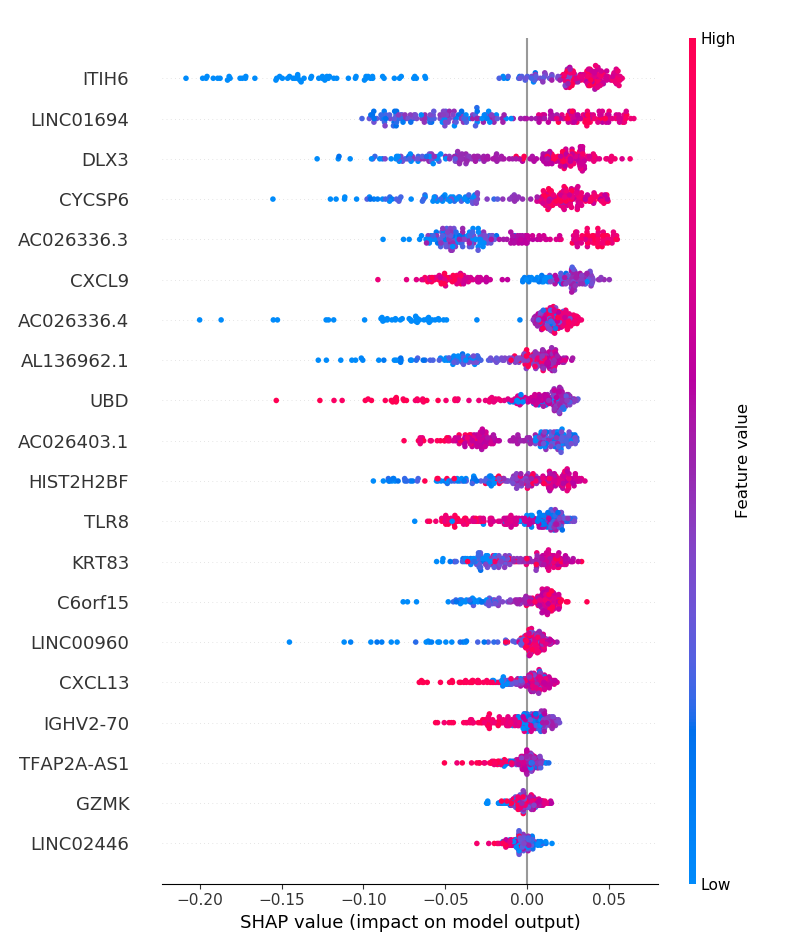 High
ITIH6
LINC01694
DLX3
CYCSP6
AC026336.3
CXCL9
AC026336.4
AL136962.1
UBD
AC026403.1
HIST2H2BF
TLR8
KRT83
C6orf15
LINC00960
CXCL13
IGHV2-70
TFAP2A-AS1
GZMK
LINC02446
Feature value
Low
−0.20 −0.15 −0.10 −0.05 0.00 0.05
SHAP value (impact on model output)